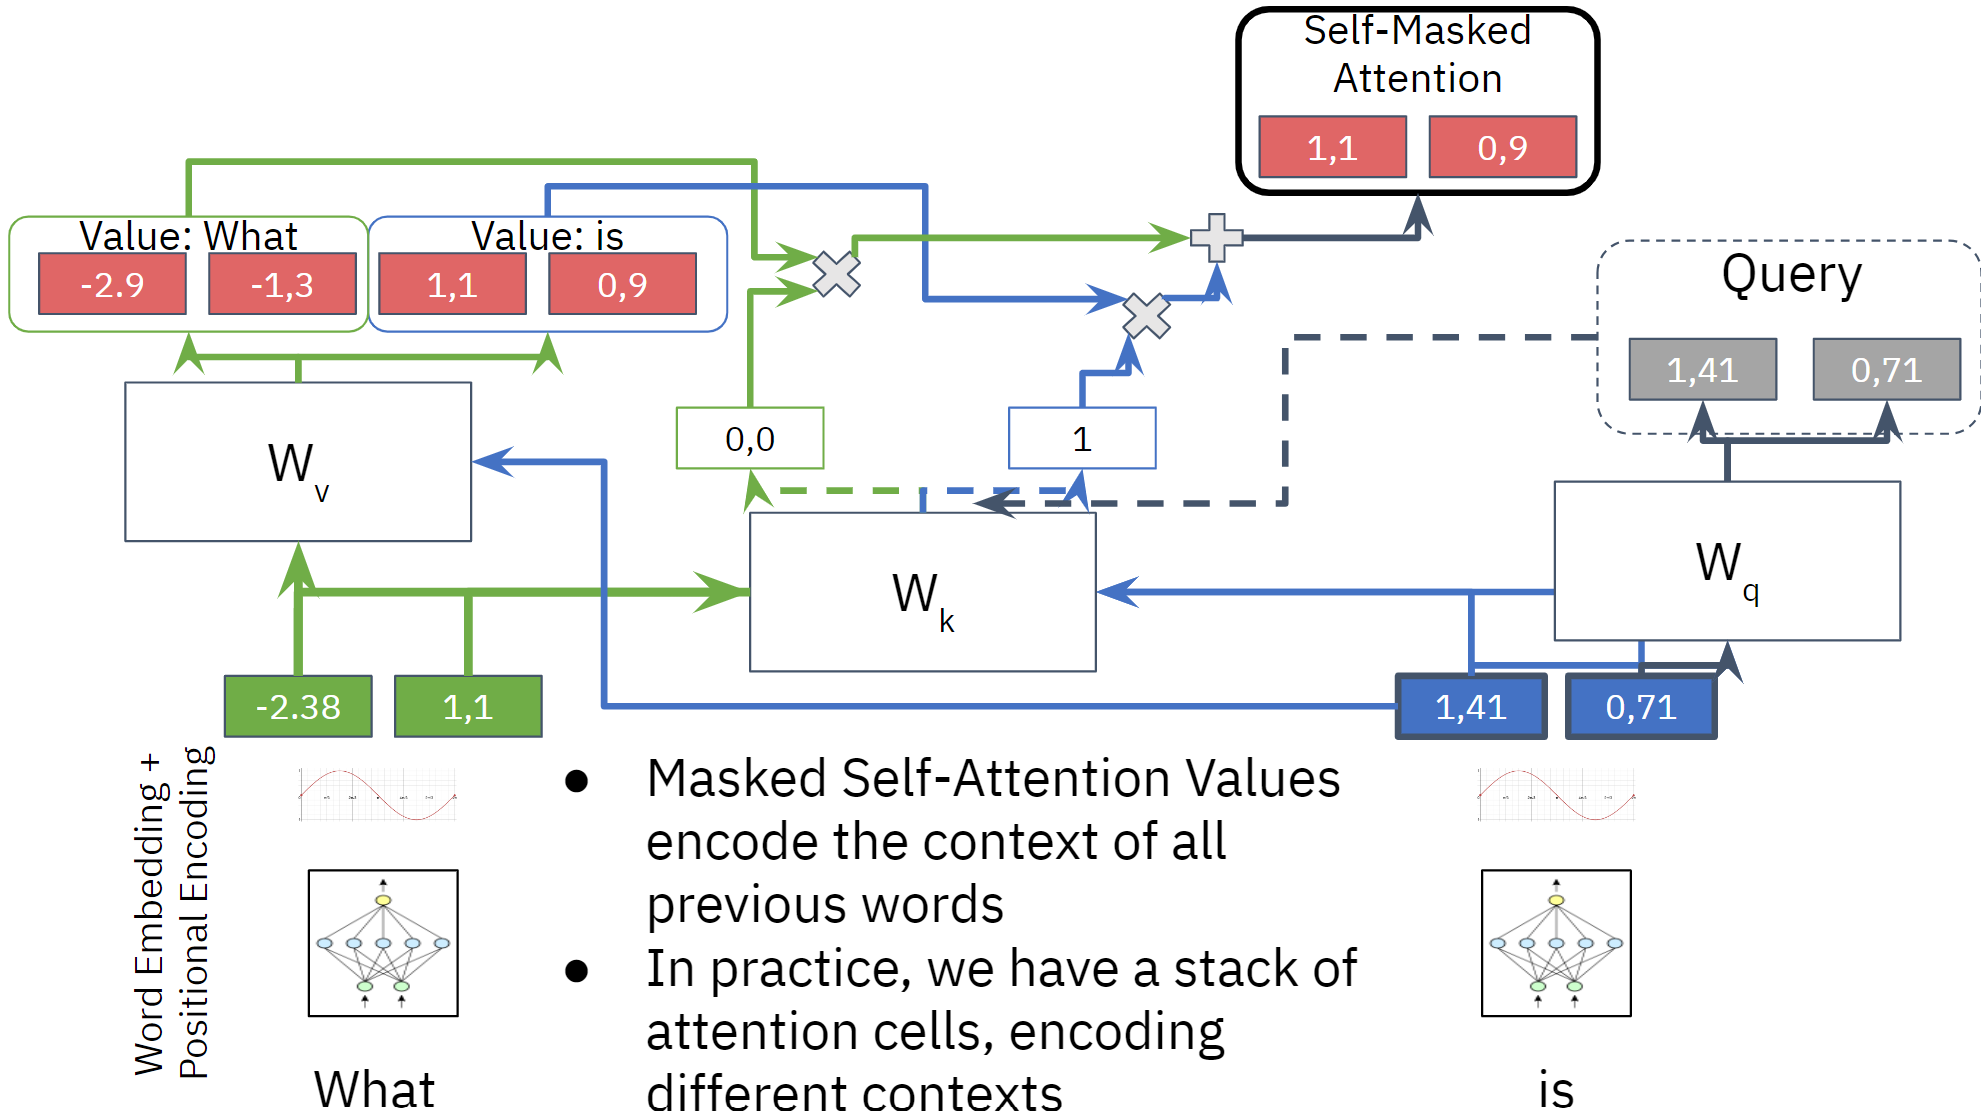 Self-Masked
Attention
1,1
0,9
Value: What
-2.9
-1,3
Value: is
1,1
0,9
Query
1,41
0,71
0,0
1
Wv
Wk
Wq
-2.38
1,1
1,41
0,71
Word Embedding +
Positional Encoding
● Masked Self-Attention Values
encode the context of all
previous words
● In practice, we have a stack of
attention cells, encoding
different contexts
What
is